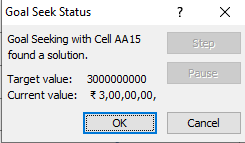 Goal Seek Status
? ×
Goal Seeking with Cell AA15
found a solution.
Step
Pause
Target value: 3000000000
Current value: ₹ 3,00,00,00,
OK
Cancel